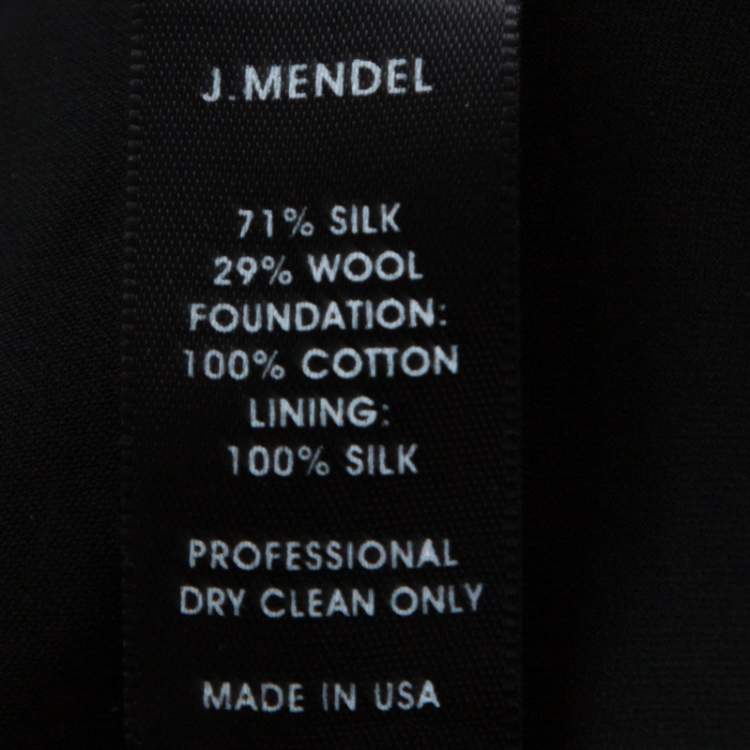 J.MENDEL
71% SILK
29% WOOL
FOUNDATION:
100% COTTON
LINING:
100% SILK
PROFESSIONAL
DRY CLEAN ONLY
MADE IN USA